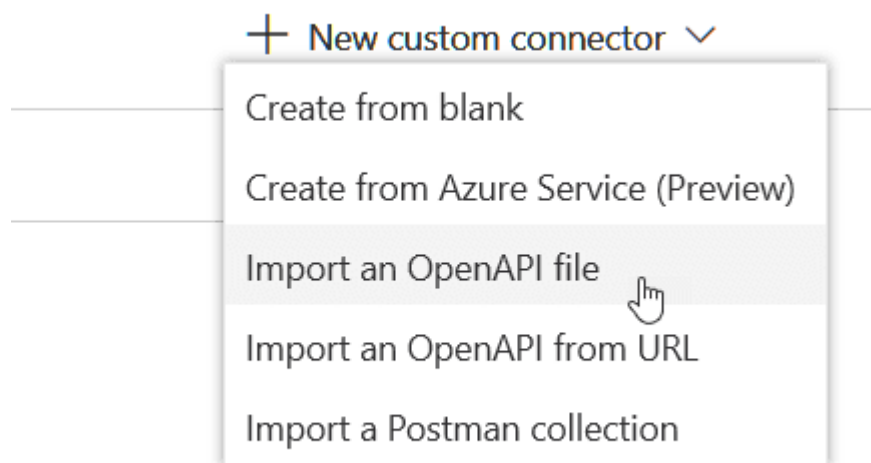 + New custom connector
Create from blank
Create from Azure Service (Preview)
Import an OpenAPI file
Import an OpenAPI from URL
Import a Postman collection